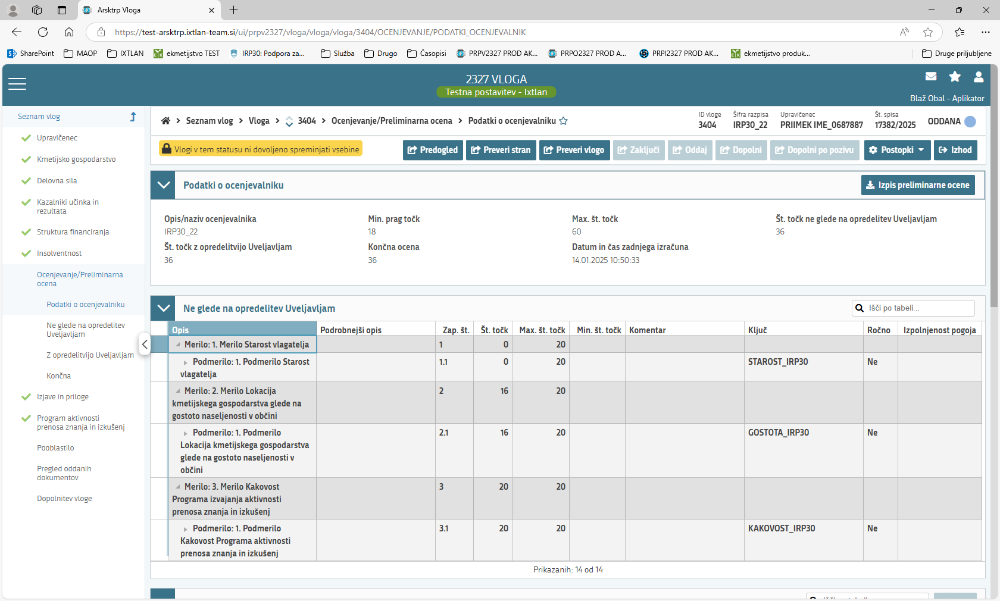 Arsktrp Vloga
https://test-arsktrp.ixtlan-team.si/ui/prpv2327/vloga/vloga/vloga/3404/OCENJEVANJE/PODATKI_OCENJEVALNIK
SharePoint MAOP IXTLAN ekmetijstvo TEST IRP30: Podpora za... Služba Drugo Časopisi PRPV2327 PROD AK... PRPO2327 PROD A... PRPI2327 PROD AK... ekmetijstvo produk... Druge priljubljene
2327 VLOGA
Testna postavitev - Ixtlan
Blaž Obal - Aplikator
Seznam vlog
Upravičenec
Kmetijsko gospodarstvo
Delovna sila
Kazalniki učinka in
rezultata
Struktura financiranja
Insolventnost
Ocenjevanje/Preliminarna
ocena
Podatki o ocenjevalniku
Ne glede na opredelitev
Uveljavljam
Z opredelitvijo Uveljavljam
Končna
Izjave in priloge
Program aktivnosti
prenosa znanja in izkušenj
Pooblastilo
Pregled oddanih
dokumentov
Dopolnitev vloge
Seznam vlog > Vloga > 3404 > Ocenjevanje/Preliminarna ocena > Podatki o ocenjevalniku
ID vloge Šifra razpisa Upravičenec Št. spisa
3404 IRP30_22 PRIIMEK IME_0687887 17382/2025 ODDANA
Vlogi v tem statusu ni dovoljeno spreminjati vsebine
Predogled Preveri stran Preveri vlogo Zaključi Oddaj Dopolni Dopolni po pozivu Postopki Izhod
Podatki o ocenjevalniku
Izpis preliminarne ocene
Opis/naziv ocenjevalnika Min. prag točk Max. št. točk Št. točk ne glede na opredelitev Uveljavljam
IRP30_22 18 60 36
Št. točk z opredelitvijo Uveljavljam Končna ocena Datum in čas zadnjega izračuna
36 36 14.01.2025 10:50:33
Ne glede na opredelitev Uveljavljam
Išči po tabeli...
Opis Podrobnejši opis Zap. št. Št. točk Max. št. točk Min. št. točk Komentar Ključ Ročno Izpolnjenost pogoja
Merilo: 1. Merilo Starost vlagatelja 1 0 20
Podmerilo: 1. Podmerilo Starost 1.1 0 20 STAROST_IRP30 Ne
vlagatelja
Merilo: 2. Merilo Lokacija 2 16 20
kmetijskega gospodarstva glede na
gostoto naseljenosti v občini
Podmerilo: 1. Podmerilo 2.1 16 20 GOSTOTA_IRP30 Ne
Lokacija kmetijskega gospodarstva
glede na gostoto naseljenosti v
občini
Merilo: 3. Merilo Kakovost 3 20 20
Programa izvajanja aktivnosti
prenosa znanja in izkušenj
Podmerilo: 1. Podmerilo 3.1 20 20 KAKOVOST_IRP30 Ne
Kakovost Programa aktivnosti
prenosa znanja in izkušenj
Prikazanih: 14 od 14